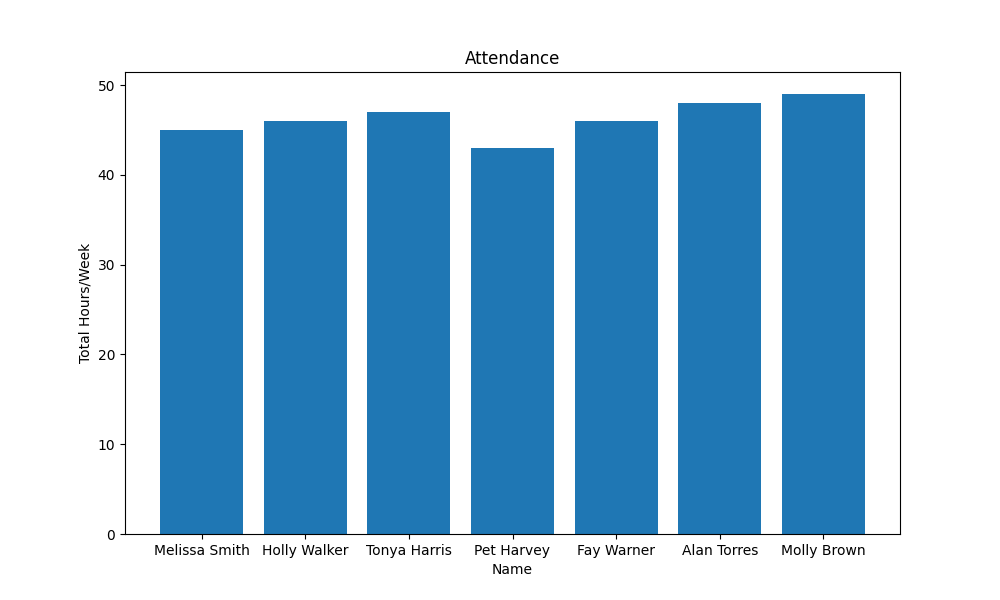 Attendance
Total Hours/Week
50
40
30
20
10
0
Melissa Smith Holly Walker Tonya Harris Pet Harvey Fay Warner Alan Torres Molly Brown
Name